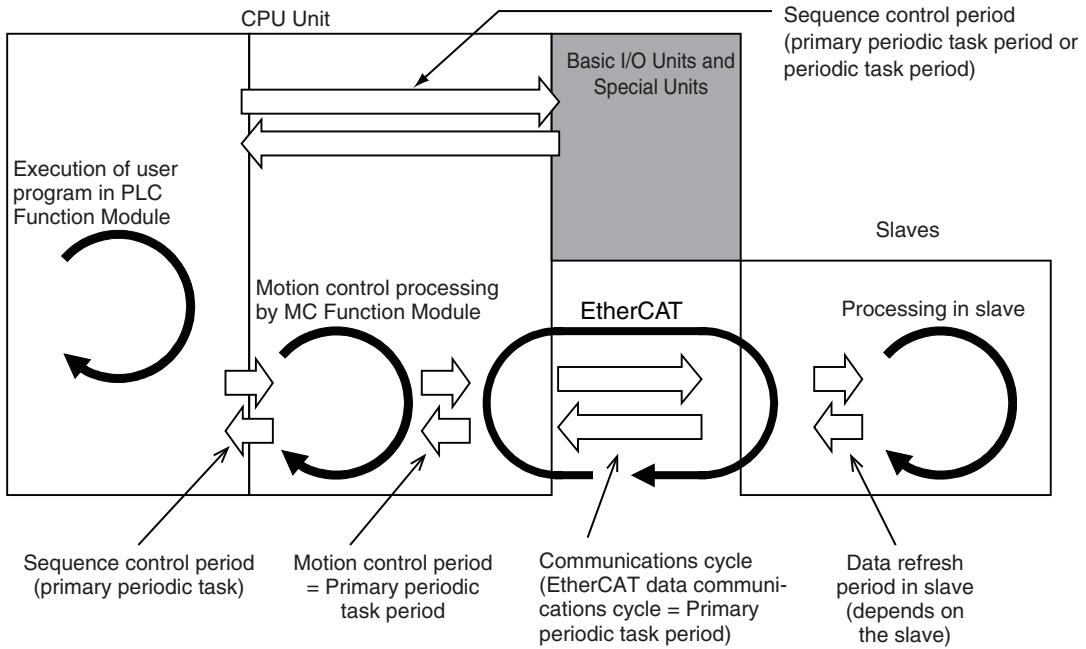 CPU Unit
Sequence control period
(primary periodic task period or
periodic task period)
Basic I/O Units and
Special Units
Execution of user
program in PLC
Function Module
Slaves
Motion control processing
by MC Function Module
EtherCAT
Processing in slave
Sequence control period
(primary periodic task)
Motion control period
= Primary periodic
task period
Communications cycle
(EtherCAT data communi-
cations cycle = Primary
periodic task period)
Data refresh
period in slave
(depends on
the slave)